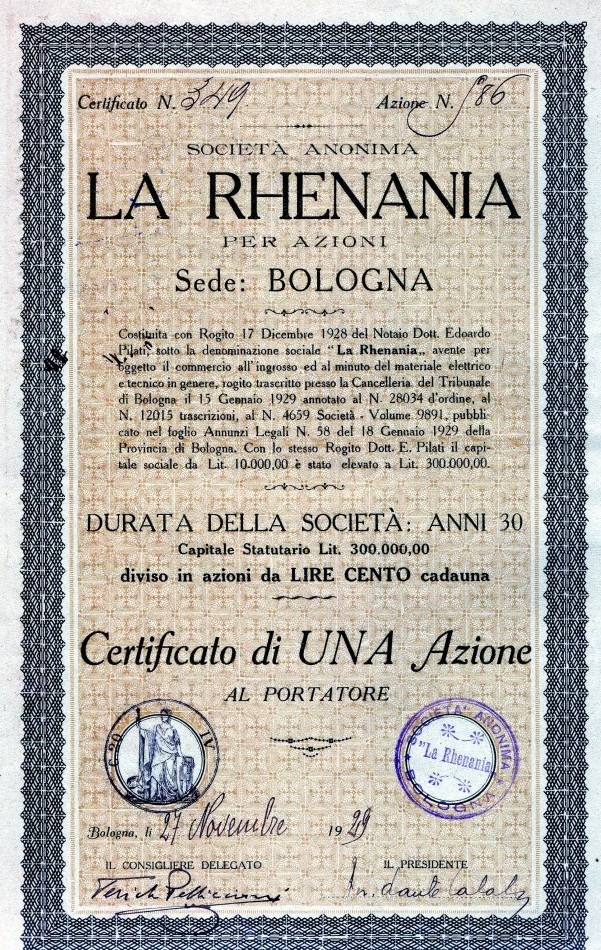 Certificato N. 349
Azione N. 586
SOCIETÀ ANONIMA
LA RHENANIA
PER AZIONI
Sede: BOLOGNA
Costituita con Rogito 17 Dicembre 1928 del Notaio Dott. Edoardo
Pilati, sotto la denominazione sociale "La Rhenania„ avente per
oggetto il commercio all'ingrosso ed al minuto del materiale elettrico
e tecnico in genere, rogito trascritto presso la Cancelleria del Tribunale
di Bologna il 15 Gennaio 1929 annotato al N. 28034 d'ordine, al
N. 12015 trascrizioni, al N. 4659 Società - Volume 9891, pubbli-
cato nel foglio Annunzi Legali N. 58 del 18 Gennaio 1929 della
Provincia di Bologna. Con lo stesso Rogito Dott. E. Pilati il capi-
tale sociale da Lit. 10.000,00 è stato elevato a Lit. 300.000,00.
DURATA DELLA SOCIETÀ: ANNI 30
Capitale Statutario Lit. 300.000,00
diviso in azioni da LIRE CENTO cadauna
Certificato di UNA Azione
AL PORTATORE
SOCIETÀ ANONIMA
"La Rhenania"
BOLOGNA
Bologna, li 27 Novembre 1929
IL CONSIGLIERE DELEGATO
IL PRESIDENTE